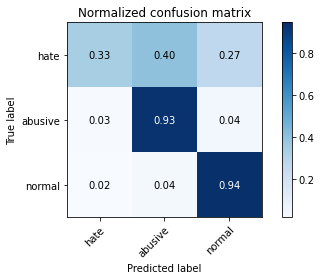 Normalized confusion matrix
hate 0.33 0.40 0.27
0.8
abusive 0.03 0.93 0.04
0.6
0.4
normal 0.02 0.04 0.94
0.2
True label
hate abusive normal
Predicted label